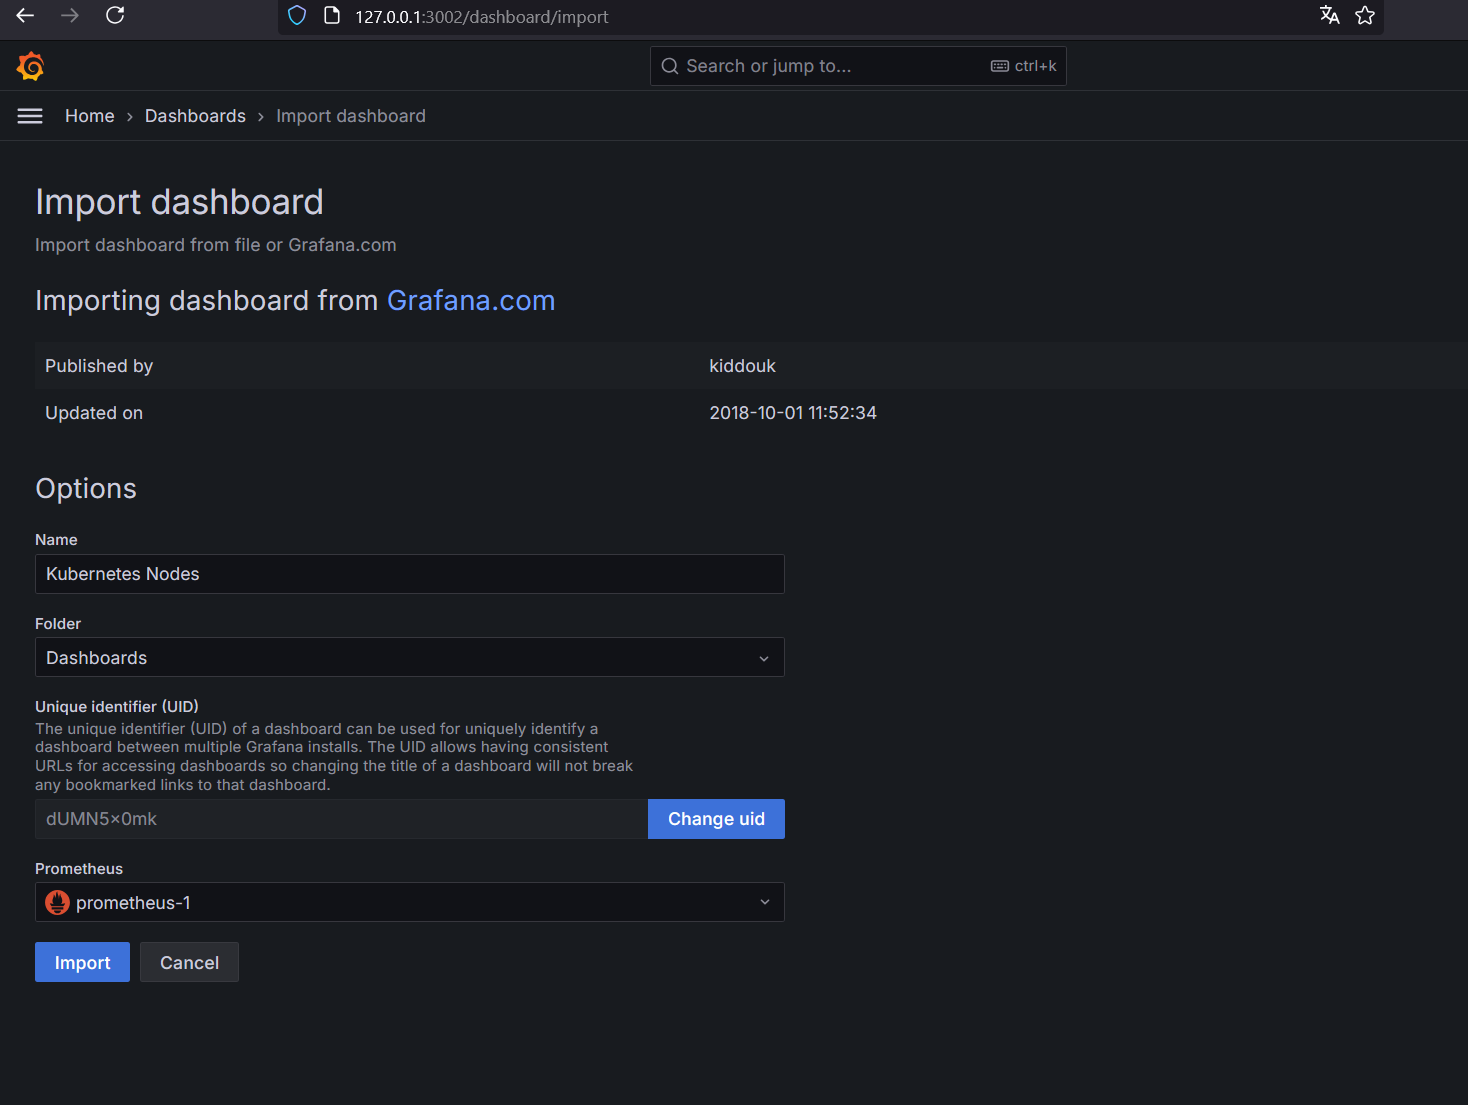 127.0.0.1:3002/dashboard/import
Search or jump to... ctrl+k
Home › Dashboards › Import dashboard
Import dashboard
Import dashboard from file or Grafana.com
Importing dashboard from Grafana.com
Published by kiddouk
Updated on 2018-10-01 11:52:34
Options
Name
Kubernetes Nodes
Folder
Dashboards
Unique identifier (UID)
The unique identifier (UID) of a dashboard can be used for uniquely identify a
dashboard between multiple Grafana installs. The UID allows having consistent
URLs for accessing dashboards so changing the title of a dashboard will not break
any bookmarked links to that dashboard.
dUMN5x0mk Change uid
Prometheus
prometheus-1
Import Cancel